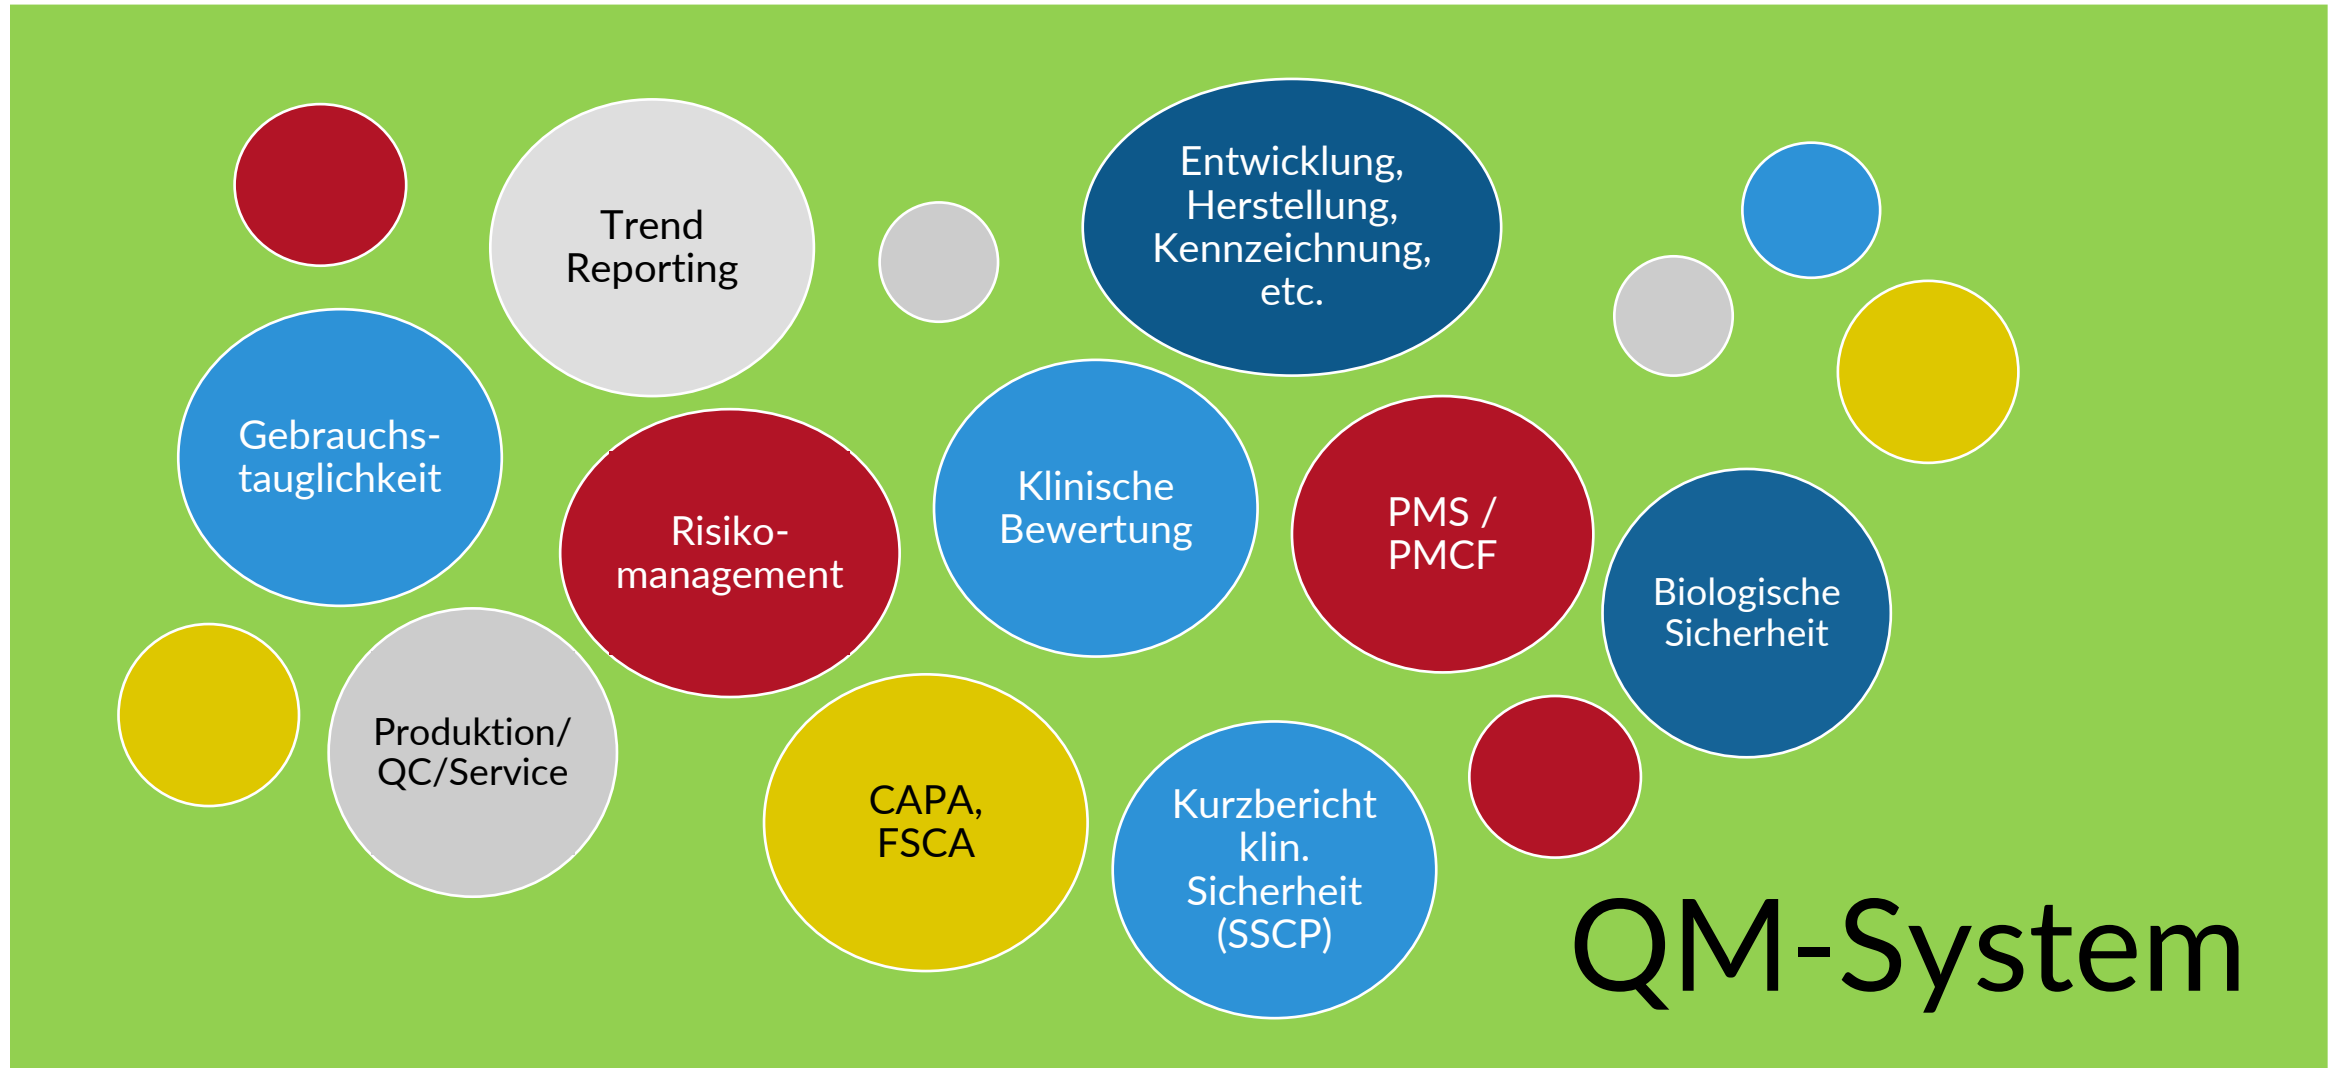 Trend
Reporting
Entwicklung,
Herstellung,
Kennzeichnung,
etc.
Gebrauchs-
tauglichkeit
Risiko-
management
Klinische
Bewertung
PMS /
PMCF
Biologische
Sicherheit
Produktion/
QC/Service
CAPA,
FSCA
Kurzbericht
klin.
Sicherheit
(SSCP)
QM-System